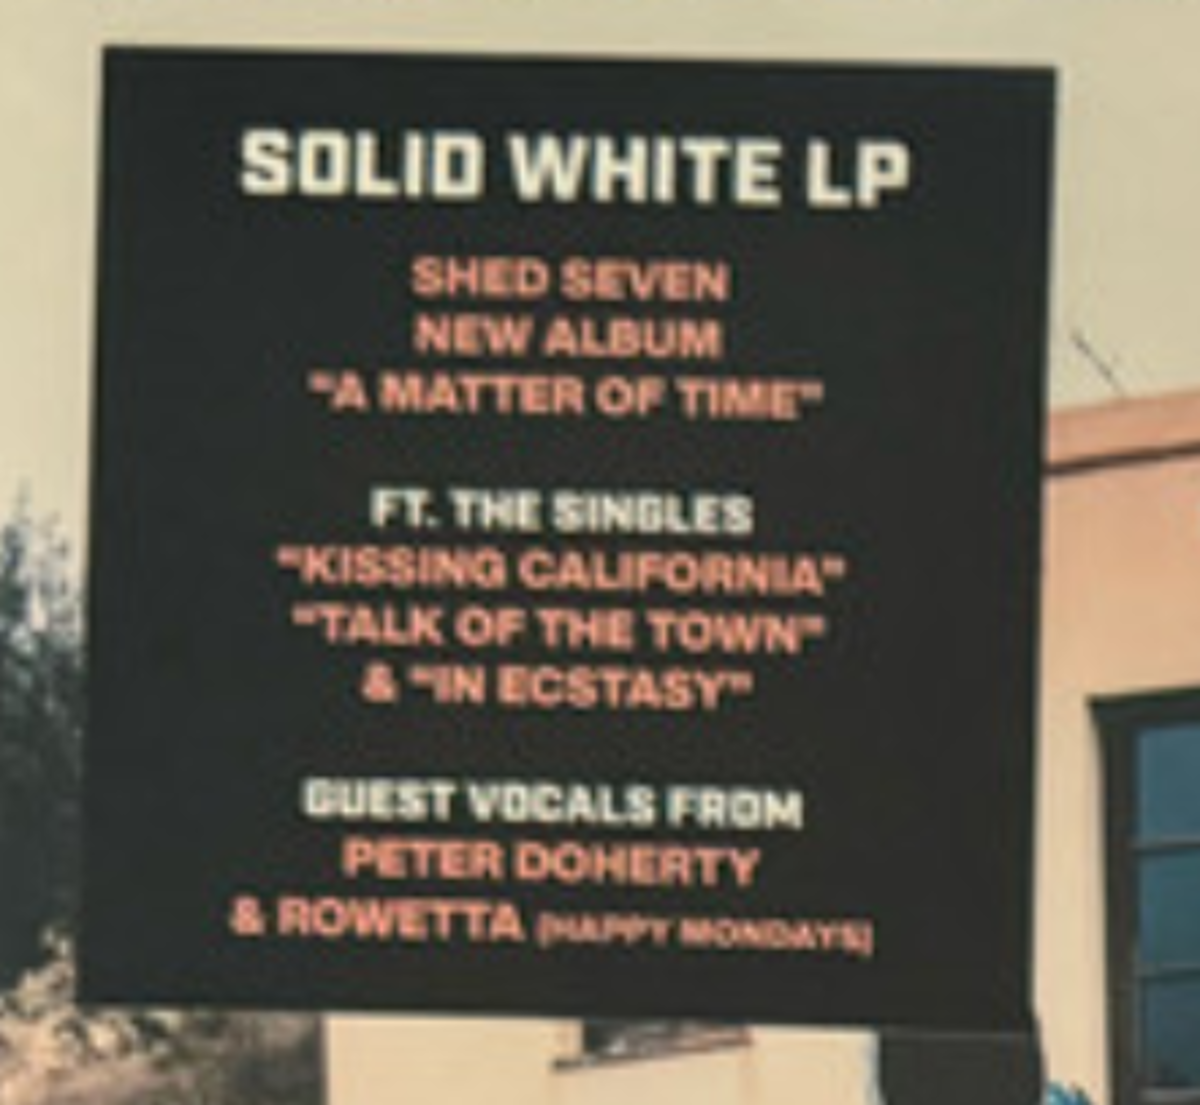 SOLID WHITE LP
SHED SEVEN
NEW ALBUM
"A MATTER OF TIME"
FT. THE SINGLES
"KISSING CALIFORNIA"
"TALK OF THE TOWN"
& "IN ECSTASY"
GUEST VOCALS FROM
PETER DOHERTY
& ROWETTA (HAPPY MONDAYS)